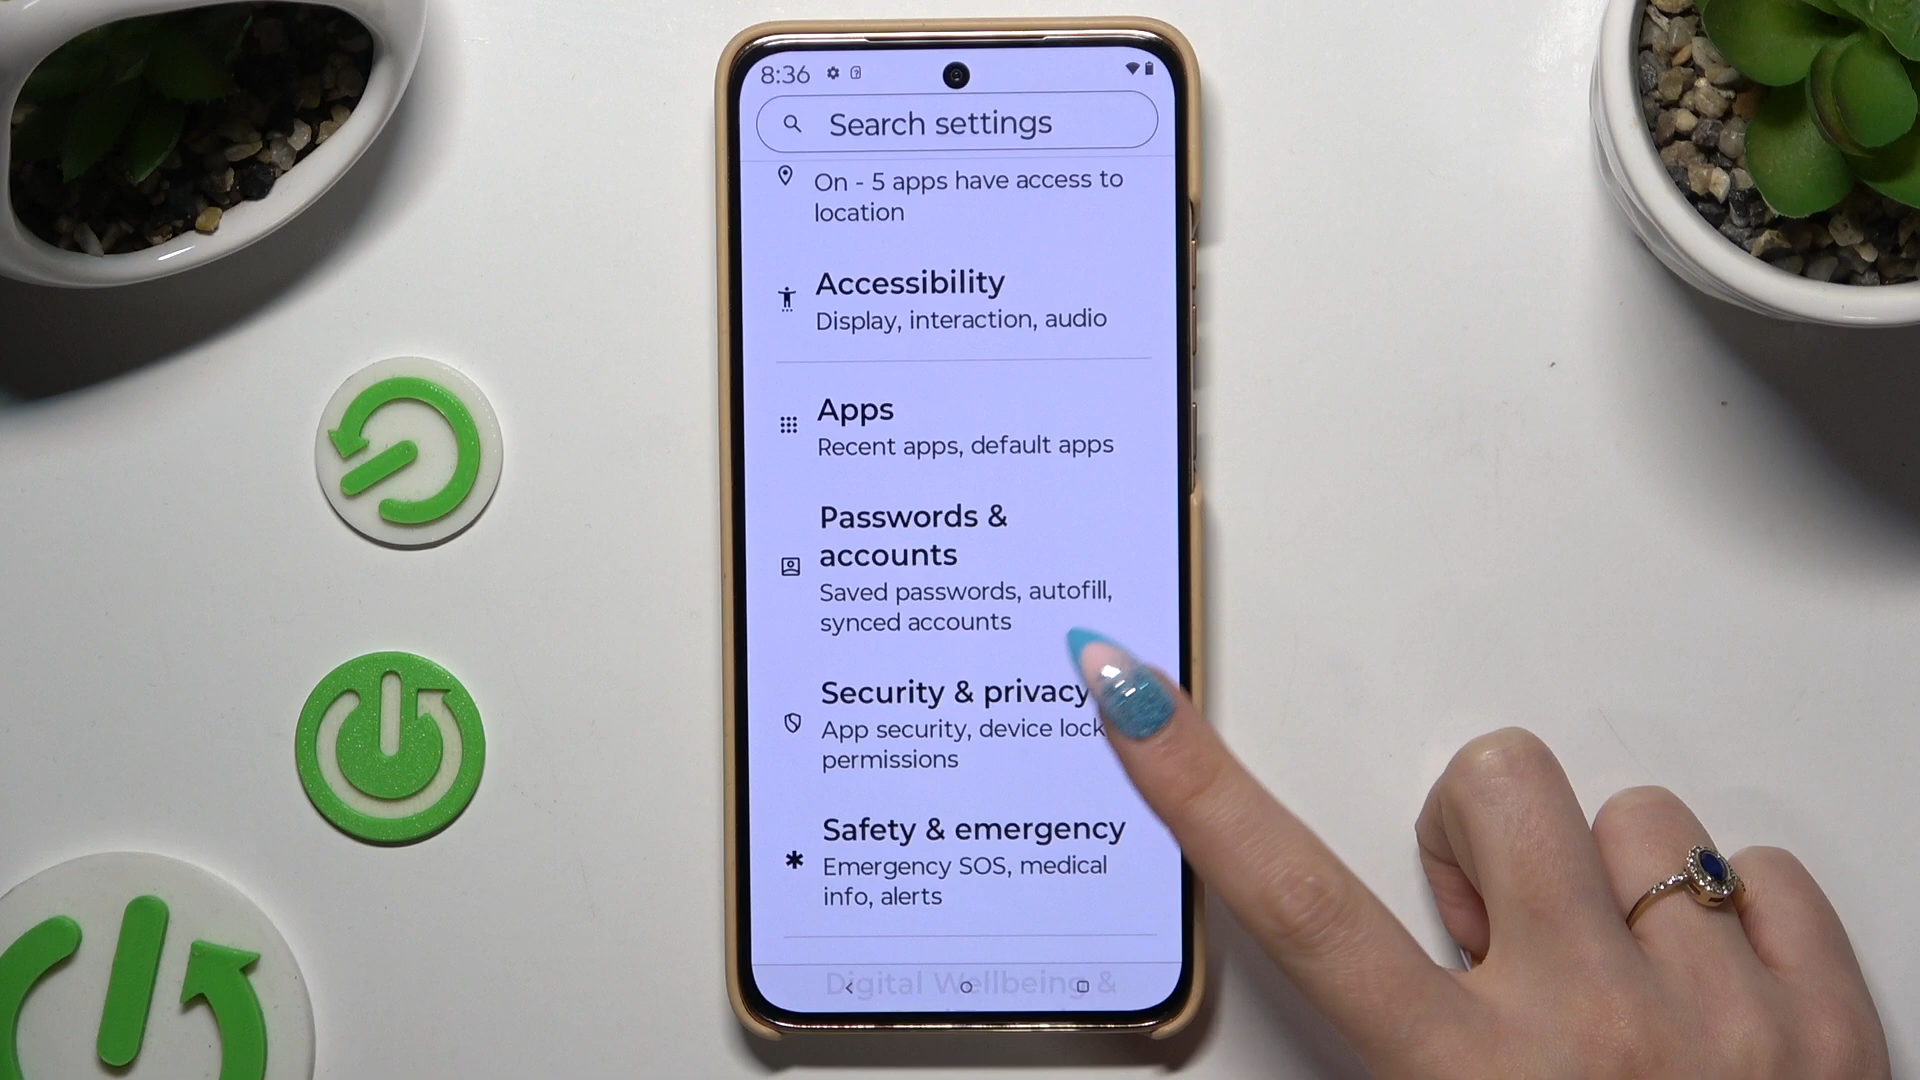 8:36
Search settings
On - 5 apps have access to
location
Accessibility
Display, interaction, audio
Apps
Recent apps, default apps
Passwords &
accounts
Saved passwords, autofill,
synced accounts
Security & privacy
App security, device lock
permissions
Safety & emergency
Emergency SOS, medical
info, alerts
Digital Wellbeing &